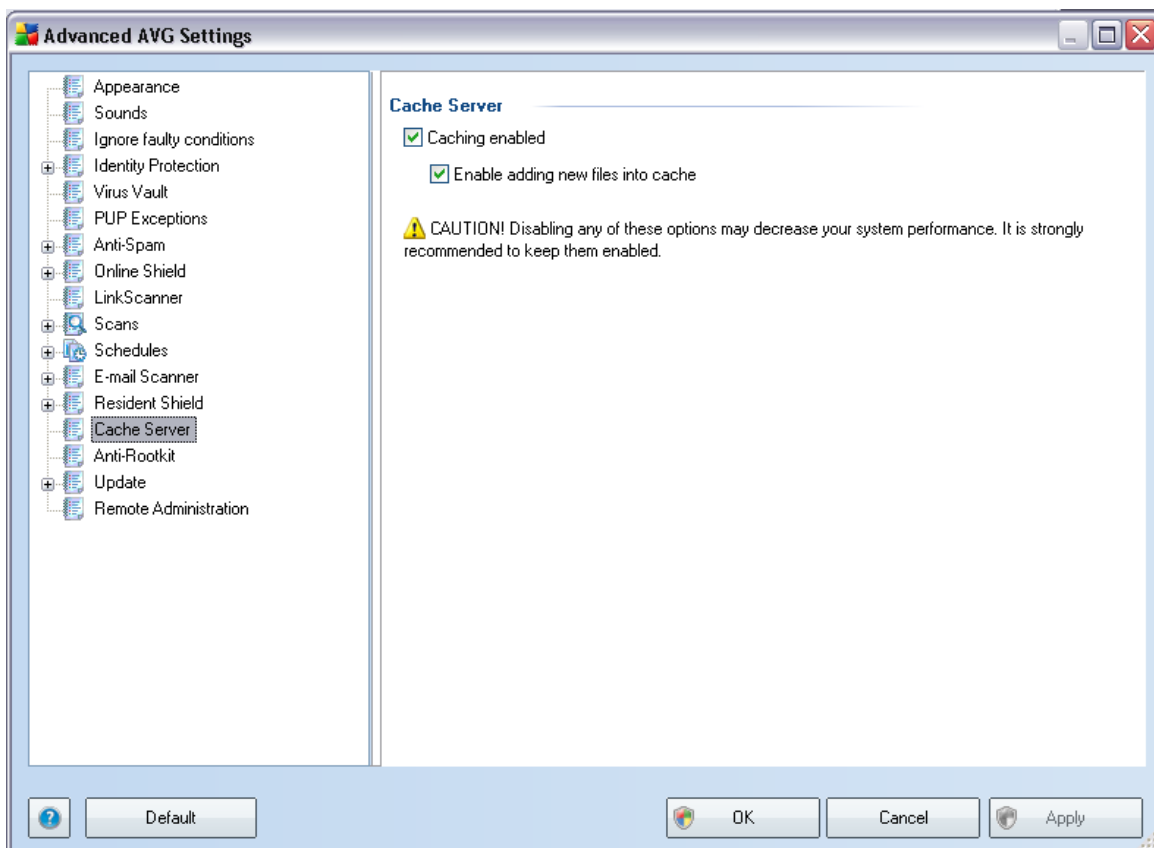 Advanced AVG Settings
Appearance
Sounds
Ignore faulty conditions
Identity Protection
Virus Vault
PUP Exceptions
Anti-Spam
Online Shield
LinkScanner
Scans
Schedules
E-mail Scanner
Resident Shield
Cache Server
Anti-Rootkit
Update
Remote Administration
Cache Server
Caching enabled
Enable adding new files into cache
CAUTION! Disabling any of these options may decrease your system performance. It is strongly
recommended to keep them enabled.
Default
OK
Cancel
Apply